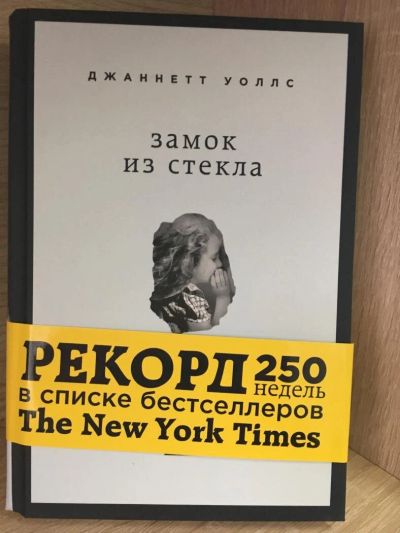 ДЖАННЕТТ УОЛЛС
замок
из стекла
РЕКОРД 250
недель
в списке бестселлеров
The New York Times